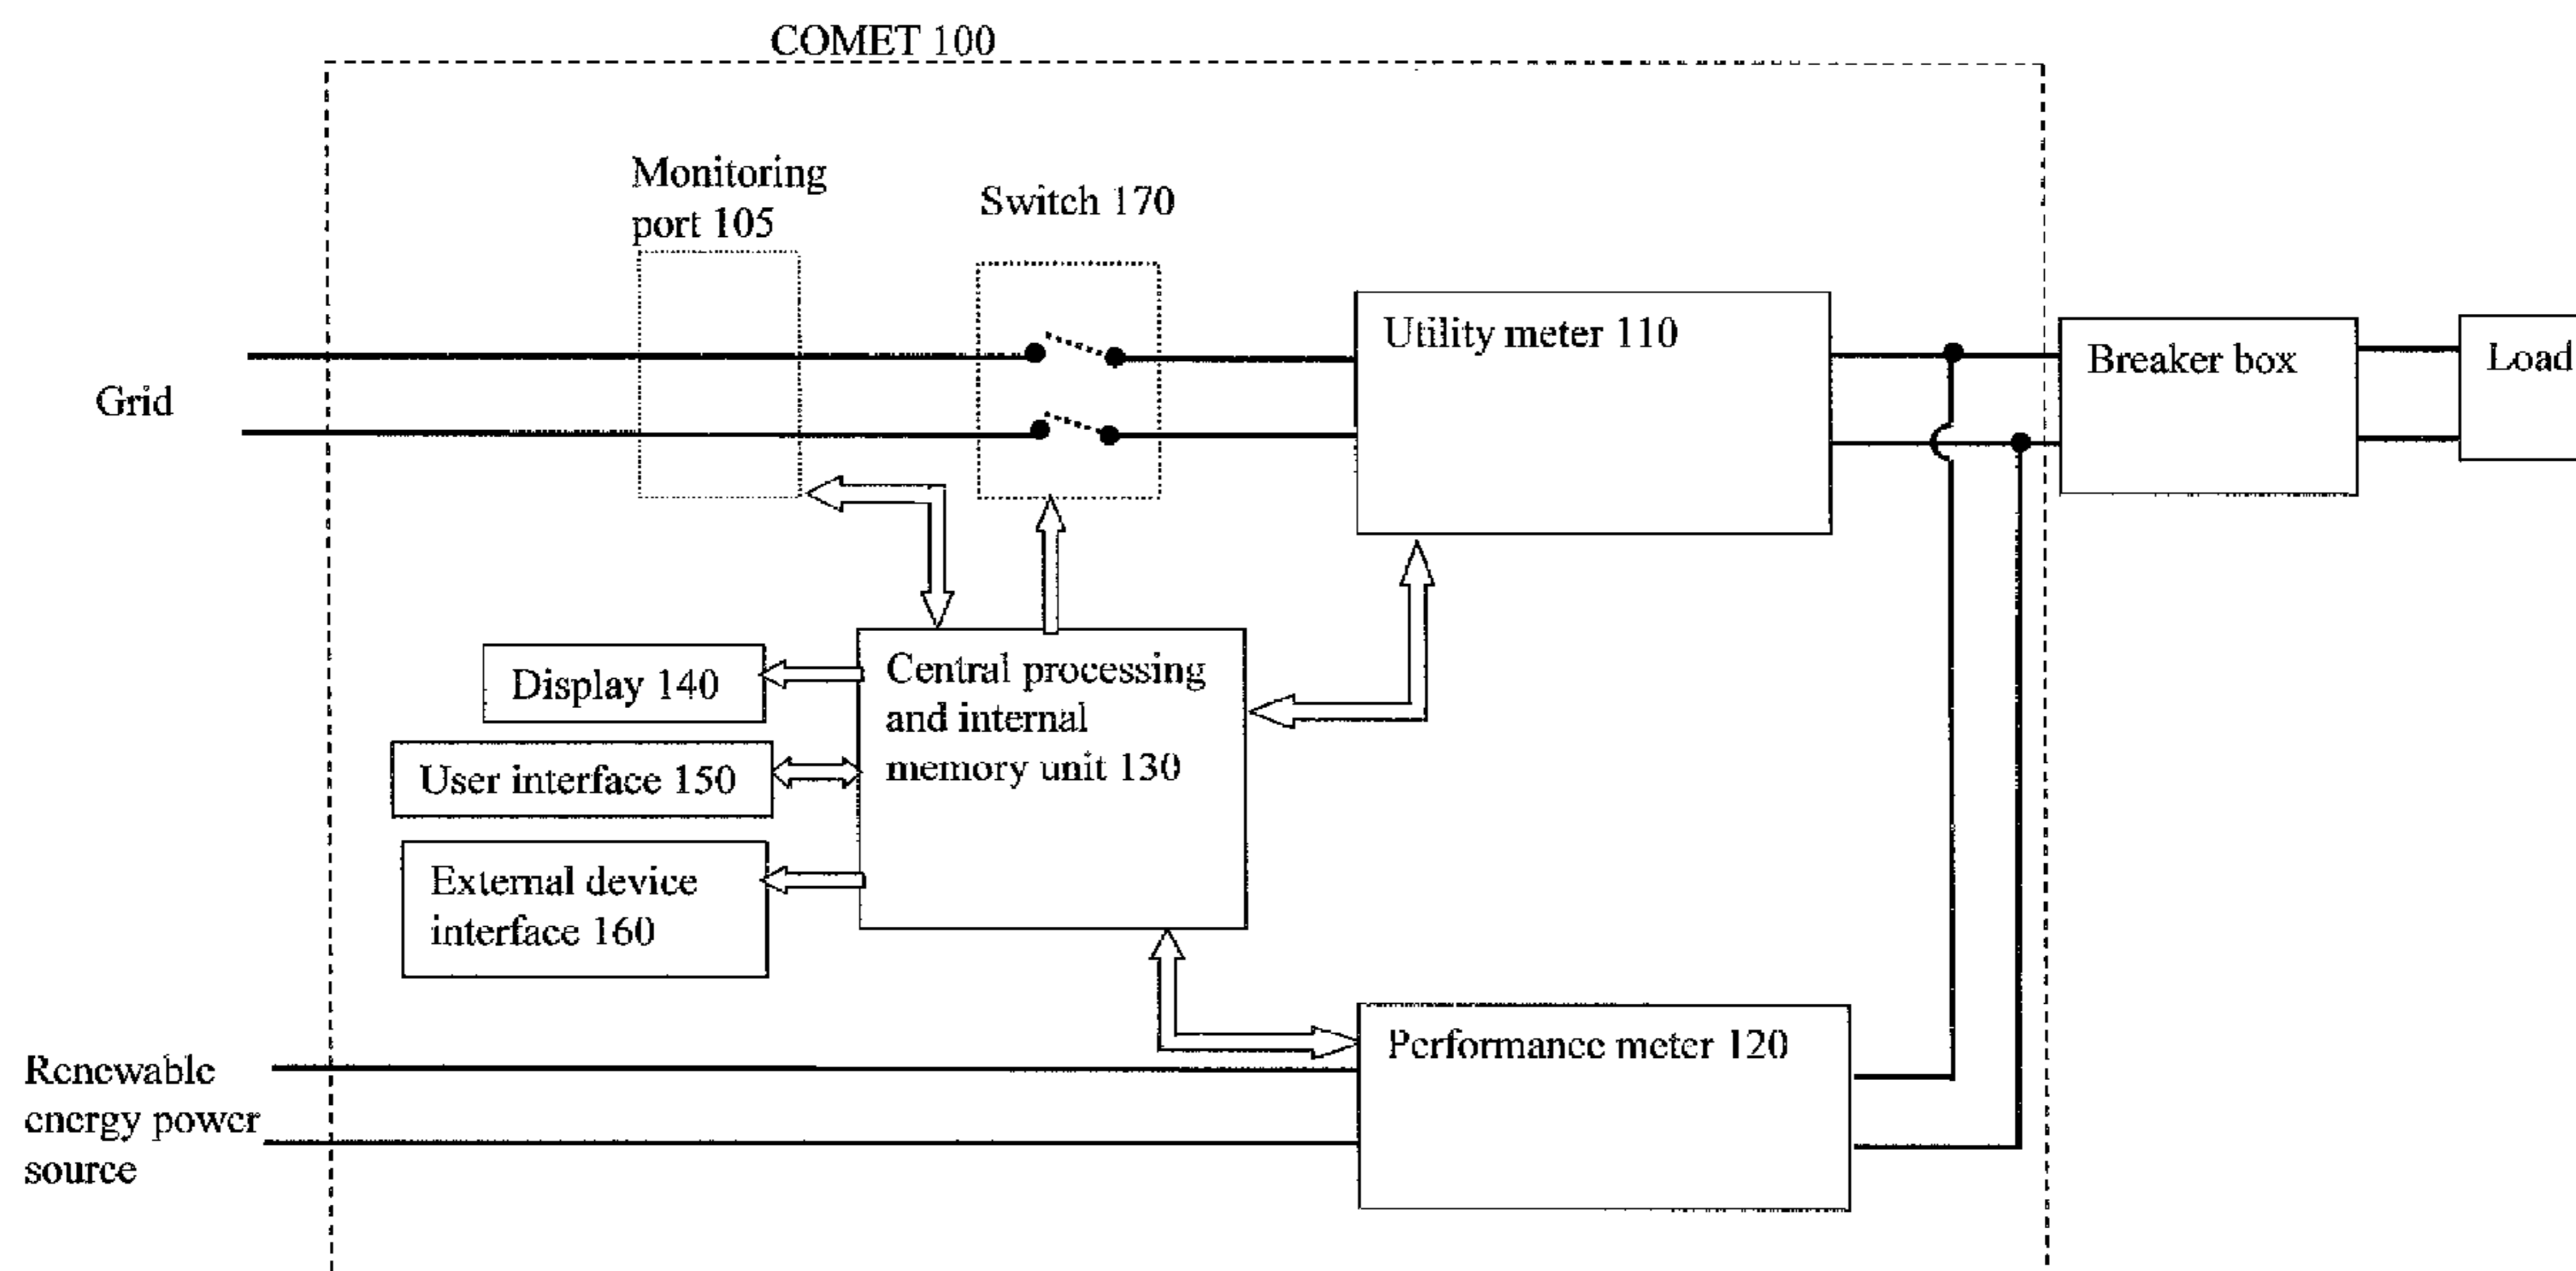 COMET 100
Monitoring
port 105
Switch 170
Utility meter 110
Breaker box
Load
Grid
Display 140
Central processing
and internal
memory unit 130
User interface 150
External device
interface 160
Performance meter 120
Renewable
energy power
source